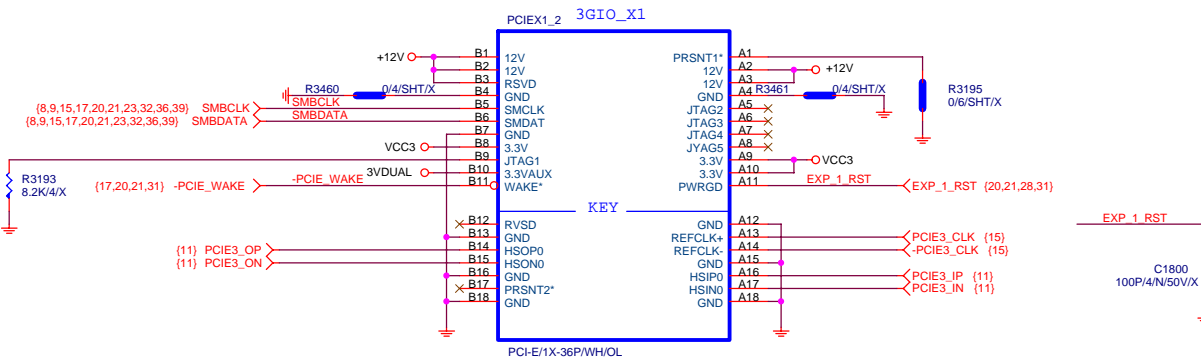 PCIEX1_2 3GIO_X1
+12V B1 12V PRSNT1* A1
B2 12V 12V A2 +12V
B3 RSVD 12V A3
R3460 0/4/SHT/X B4 GND GND A4 R3461 0/4/SHT/X
R3195
0/6/SHT/X
{8,9,15,17,20,21,23,32,36,39} SMBCLK SMBCLK B5 SMCLK JTAG2 A5
{8,9,15,17,20,21,23,32,36,39} SMBDATA SMBDATA B6 SMDAT JTAG3 A6
B7 GND JTAG4 A7
VCC3 B8 3.3V JYAG5 A8
B9 JTAG1 3.3V A9 VCC3
3VDUAL B10 3.3VAUX 3.3V A10
R3193
8.2K/4/X
{17,20,21,31} -PCIE_WAKE -PCIE_WAKE B11 WAKE* PWRGD A11 EXP_1_RST EXP_1_RST {20,21,28,31}
KEY
B12 RVSD GND A12
B13 GND REFCLK+ A13 PCIE3_CLK {15}
{11} PCIE3_OP B14 HSOP0 REFCLK- A14 -PCIE3_CLK {15}
{11} PCIE3_ON B15 HSON0 GND A15
B16 GND HSIP0 A16 PCIE3_IP {11}
B17 PRSNT2* HSIN0 A17 PCIE3_IN {11}
B18 GND GND A18
EXP_1_RST
C1800
100P/4/N/50V/X
PCI-E/1X-36P/WH/OL